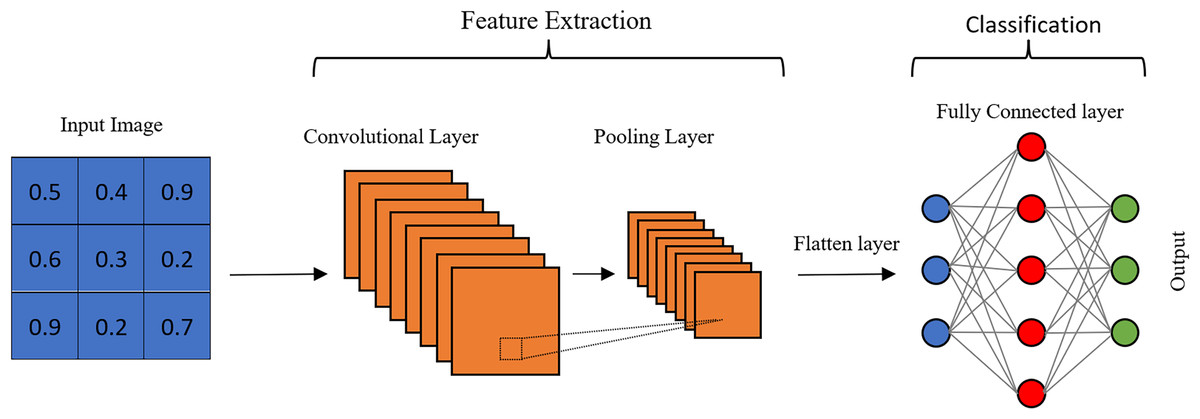 Feature Extraction
Classification
Input Image
Convolutional Layer
Pooling Layer
Fully Connected layer
0.5 0.4 0.9
0.6 0.3 0.2
0.9 0.2 0.7
Flatten layer
Output